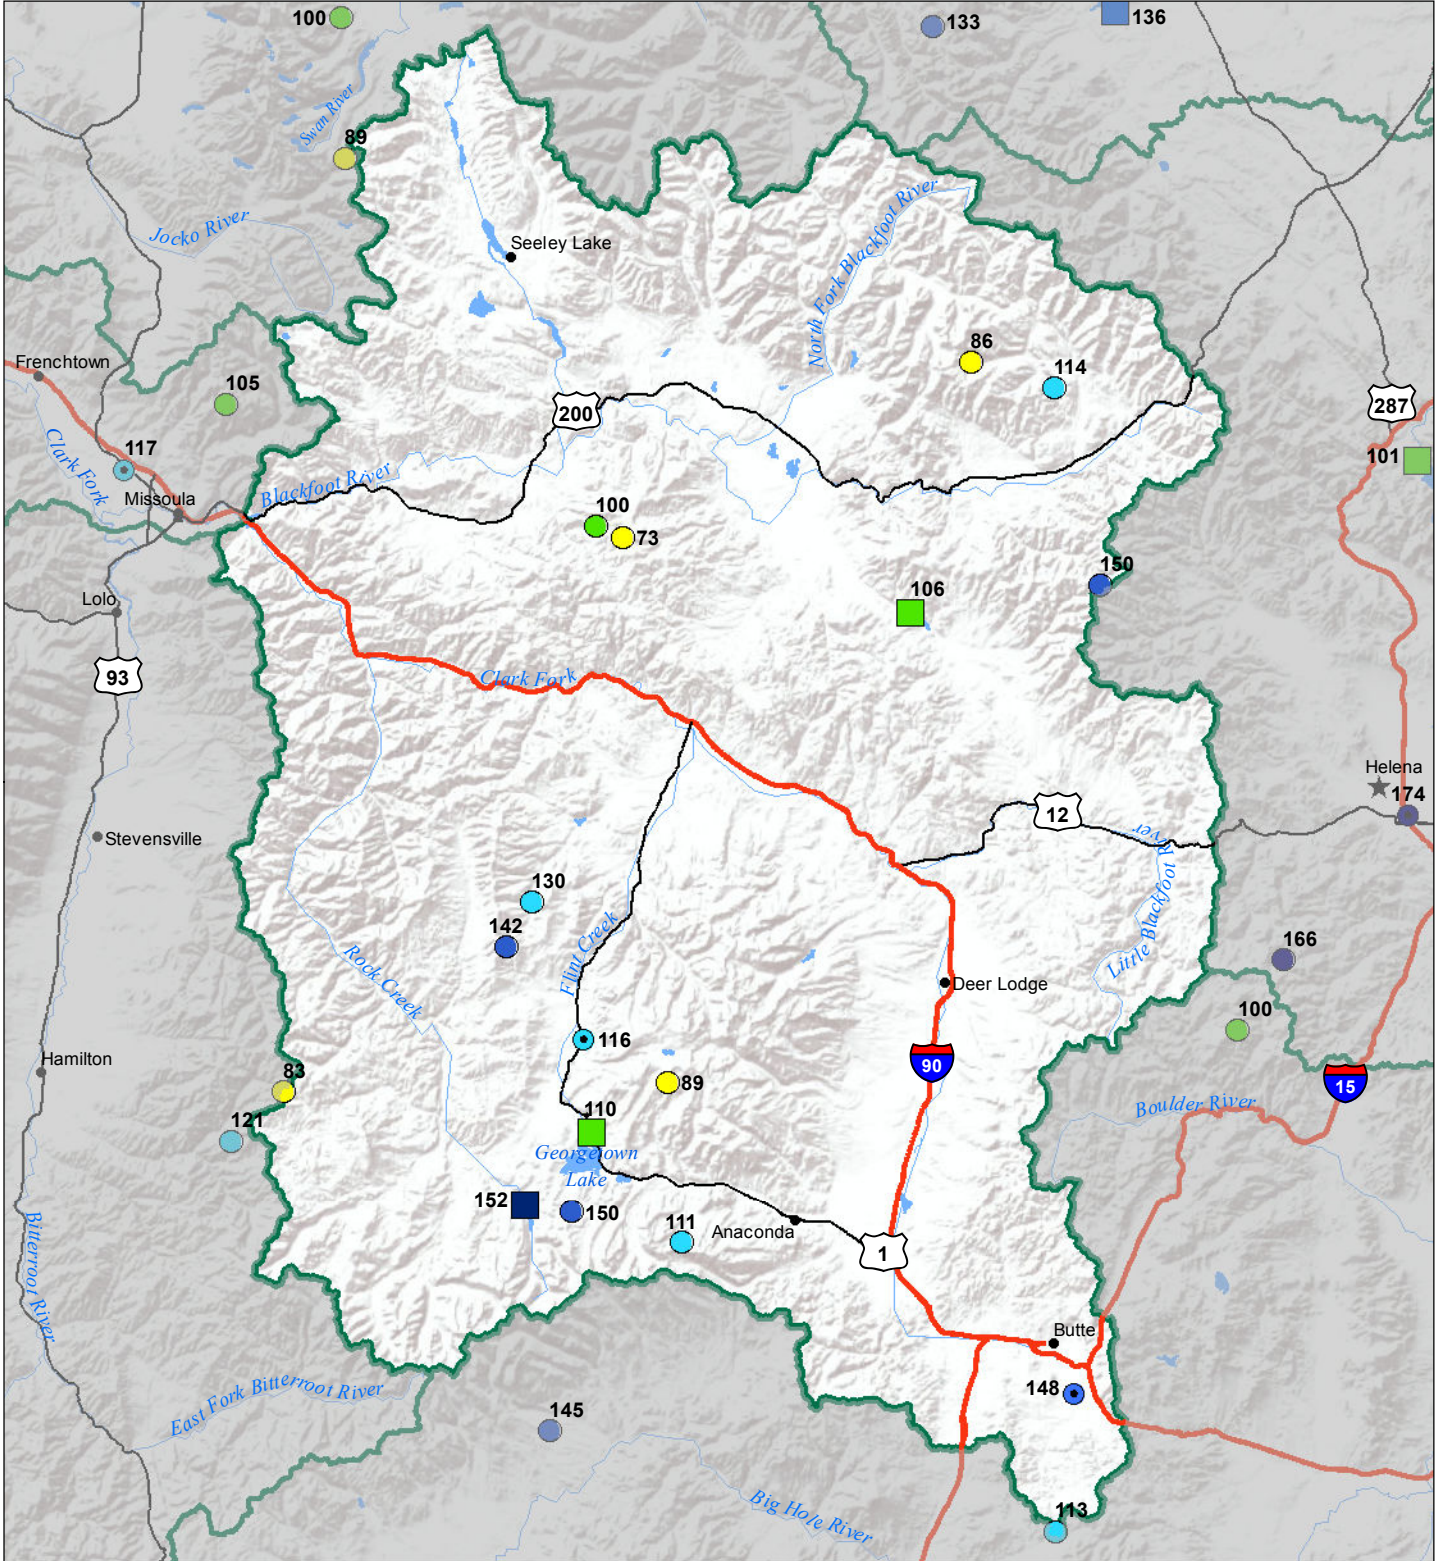 100
133
136
Swan River
89
Jocko River
Seeley Lake
North Fork Blackfoot River
86
114
Frenchtown
105
200
287
117
Clark Fork
101
Missoula
Blackfoot River
100
73
150
106
Lolo
93
Clark Fork
Helena
174
12
Stevensville
Little Blackfoot River
130
142
Flint Creek
166
Rock Creek
Deer Lodge
100
116
Hamilton
90
83
89
15
110
Boulder River
121
Georgetown
Lake
152
150
111
Anaconda
1
Bitterroot River
Butte
148
East Fork Bitterroot River
145
Big Hole River
113